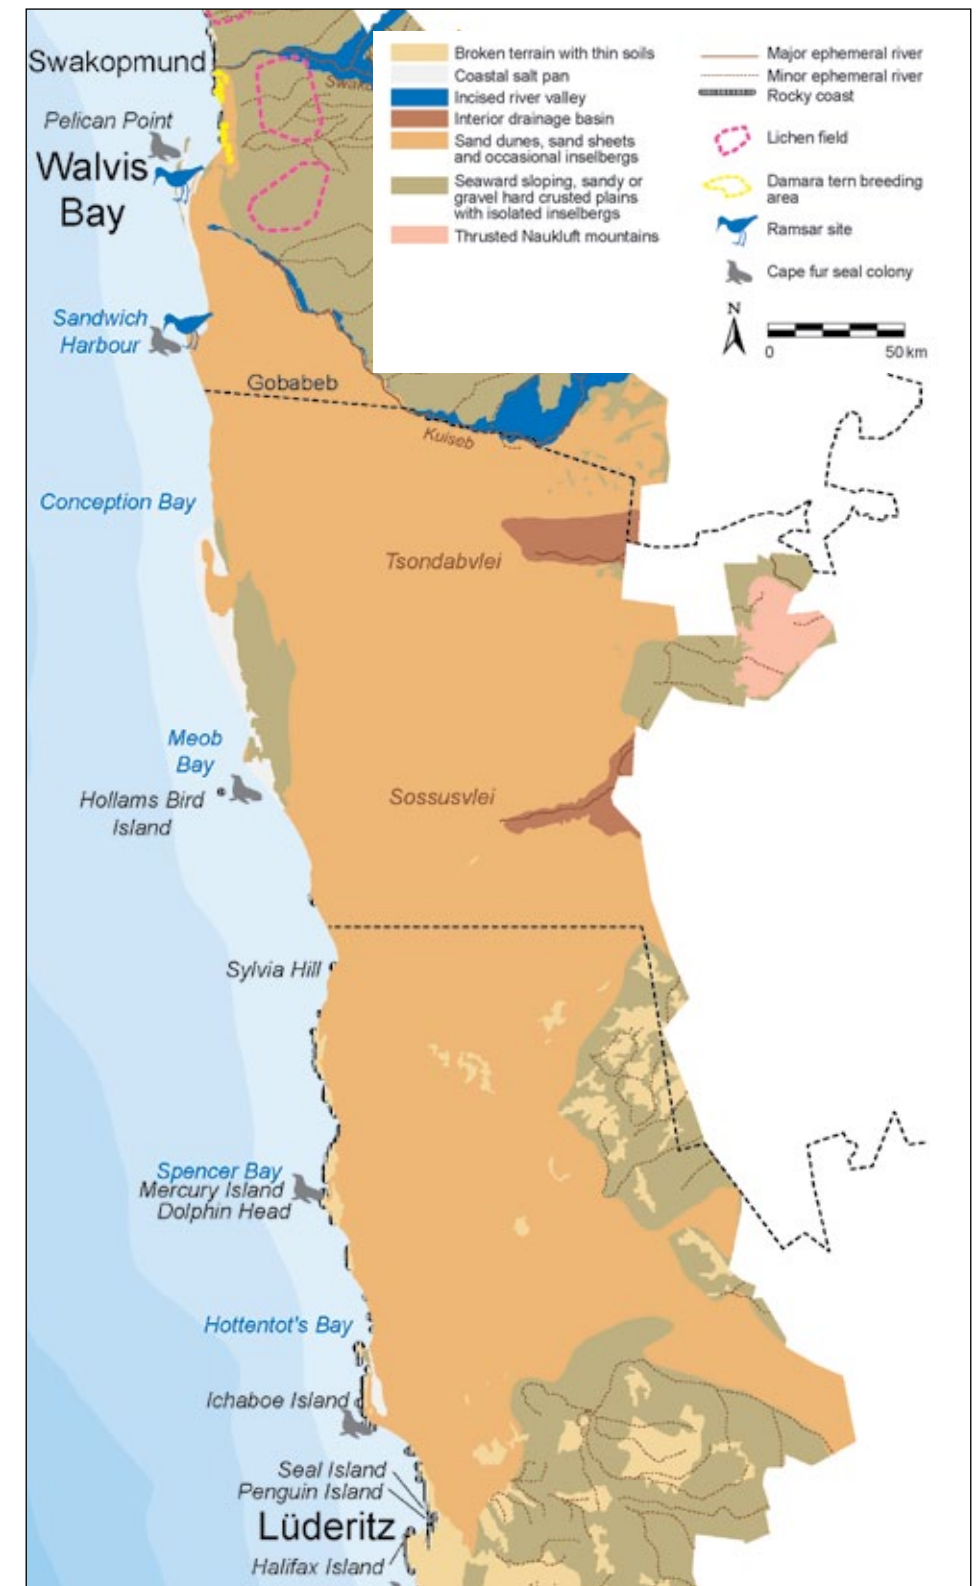 Swakopmund
Pelican Point
Walvis
Bay
Sandwich
Harbour
Gobabeb
Kuiseb
Conception Bay
Tsondabvlei
Meob
Bay
Hollams Bird
Island
Sossusvlei
Sylvia Hill
Spencer Bay
Mercury Island
Dolphin Head
Hottentot's Bay
Ichaboe Island
Seal Island
Penguin Island
Lüderitz
Halifax Island
Broken terrain with thin soils
Coastal salt pan
Incised river valley
Interior drainage basin
Sand dunes, sand sheets
and occasional inselbergs
Seaward sloping, sandy or
gravel hard crusted plains
with isolated inselbergs
Thrusted Naukluft mountains
Major ephemeral river
Minor ephemeral river
Rocky coast
Lichen field
Damara tern breeding
area
Ramsar site
Cape fur seal colony
N
0 50 km